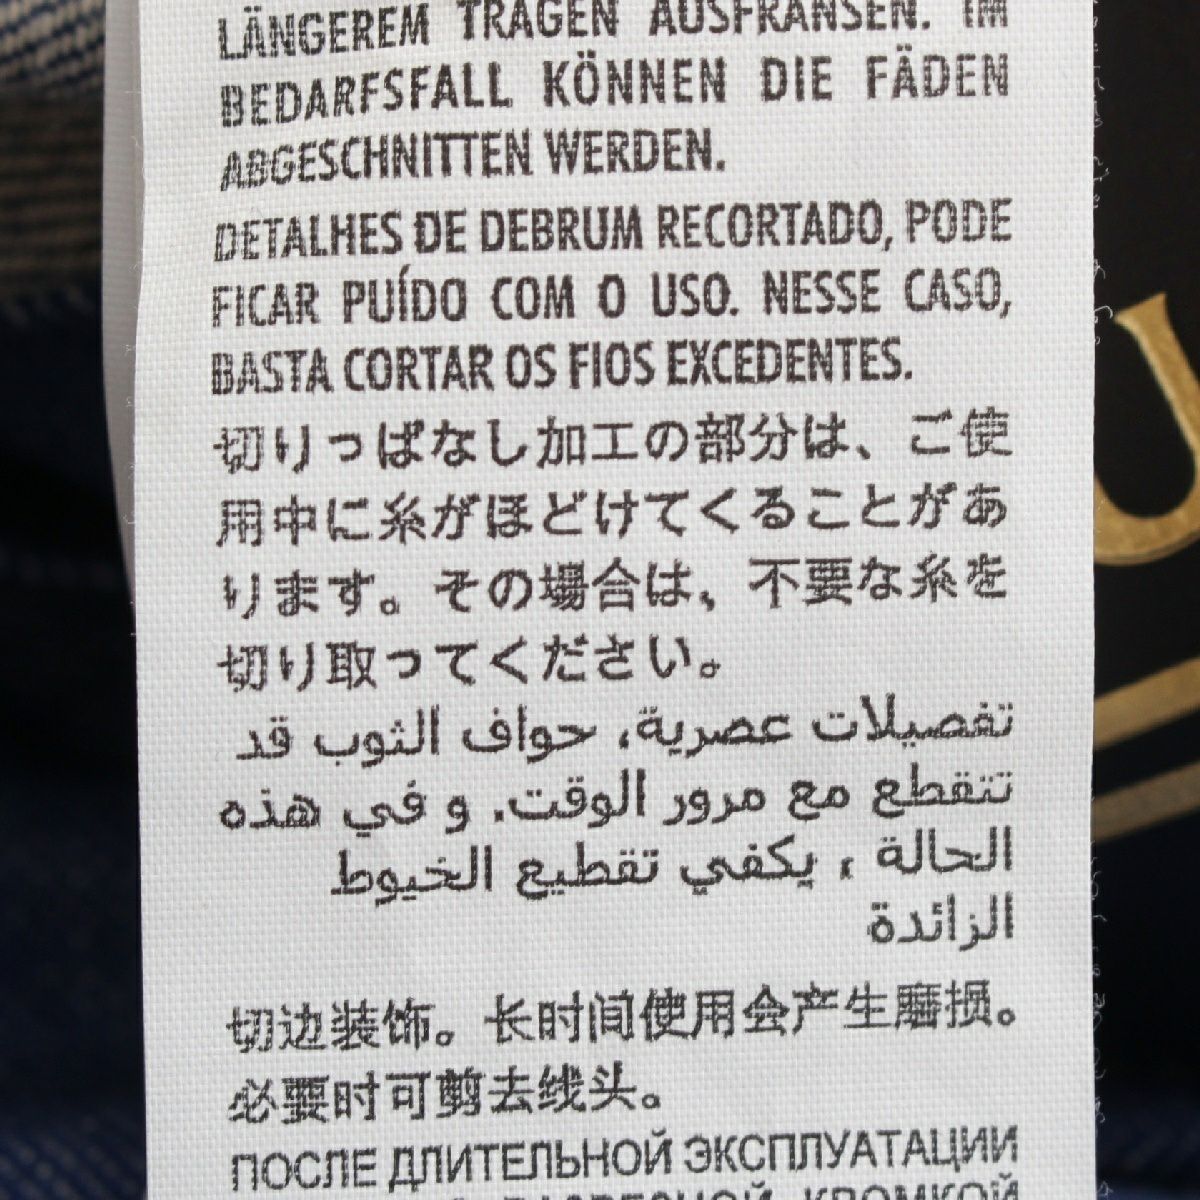 LÄNGEREM TRAGEN AUSFRANSEN. IM
BEDARFSFALL KÖNNEN DIE FÄDEN
ABGESCHNITTEN WERDEN.
DETALHES DE DEBRUM RECORTADO, PODE
FICAR PUÍDO COM O USO. NESSE CASO,
BASTA CORTAR OS FIOS EXCEDENTES.
切りっぱなし加工の部分は、ご使
用中に糸がほどけてくることがあ
ります。その場合は、不要な糸を
切り取ってください。
تفصيلات عصرية، حواف الثوب قد
تتقطع مع مرور الوقت. و في هذه
الحالة ، يكفي تقطيع الخيوط
الزائدة
切边装饰。长时间使用会产生磨损。
必要时可剪去线头。
ПОСЛЕ ДЛИТЕЛЬНОЙ ЭКСПЛУАТАЦИИ
КРОМКОЙ
U